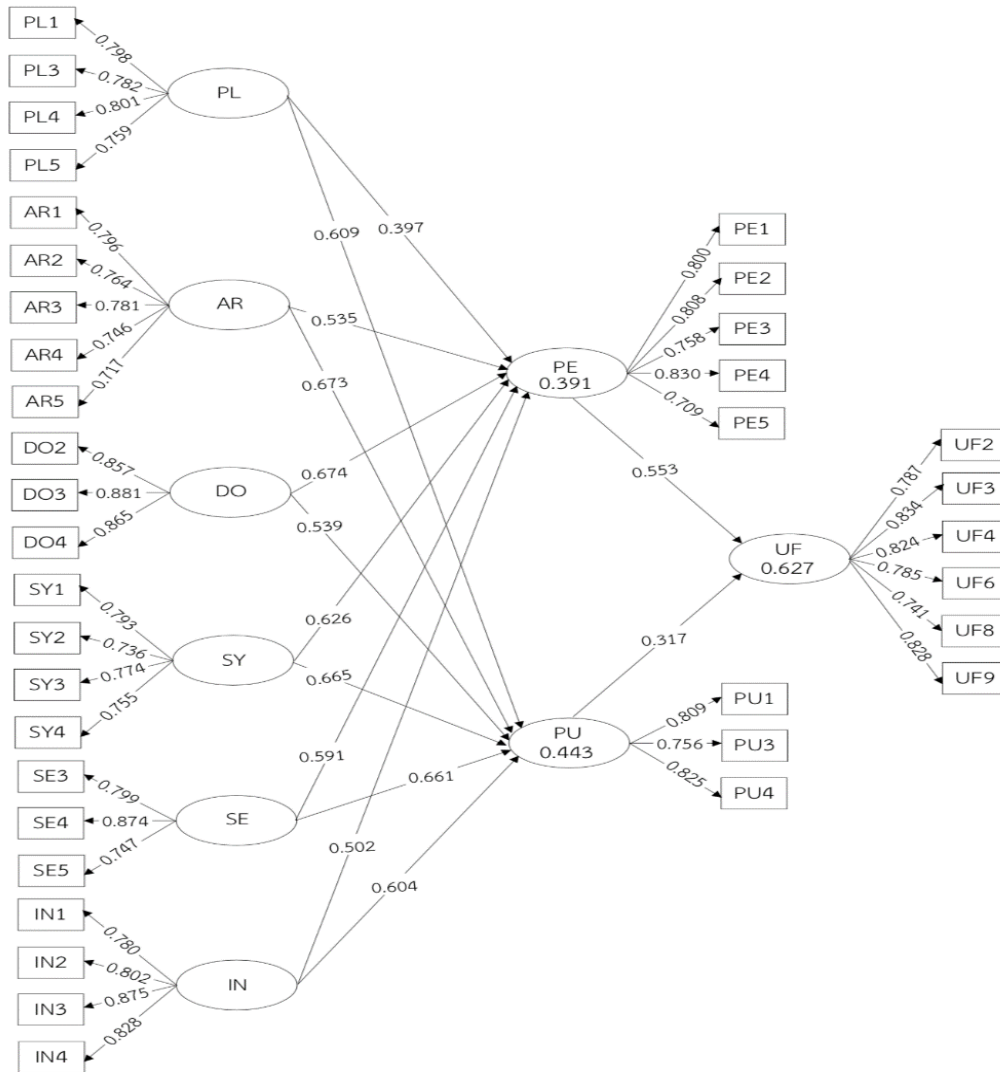 PL1
0.798
PL3
0.782
PL4
0.801
PL5
0.759
PL
AR1
0.796
AR2
0.764
AR3
0.781
AR4
0.746
AR5
0.717
AR
DO2
0.857
DO3
0.881
DO4
0.865
DO
SY1
0.793
SY2
0.736
SY3
0.774
SY4
0.755
SY
SE3
0.799
SE4
0.874
SE5
0.747
SE
IN1
0.780
IN2
0.802
IN3
0.875
IN4
0.828
IN
0.609
0.397
0.535
0.673
0.674
0.539
0.626
0.665
0.591
0.661
0.502
0.604
PE
0.391
0.800
PE1
0.808
PE2
0.758
PE3
0.830
PE4
0.709
PE5
0.553
0.317
PU
0.443
0.809
PU1
0.756
PU3
0.825
PU4
UF
0.627
0.787
UF2
0.834
UF3
0.824
UF4
0.785
UF6
0.741
UF8
0.828
UF9